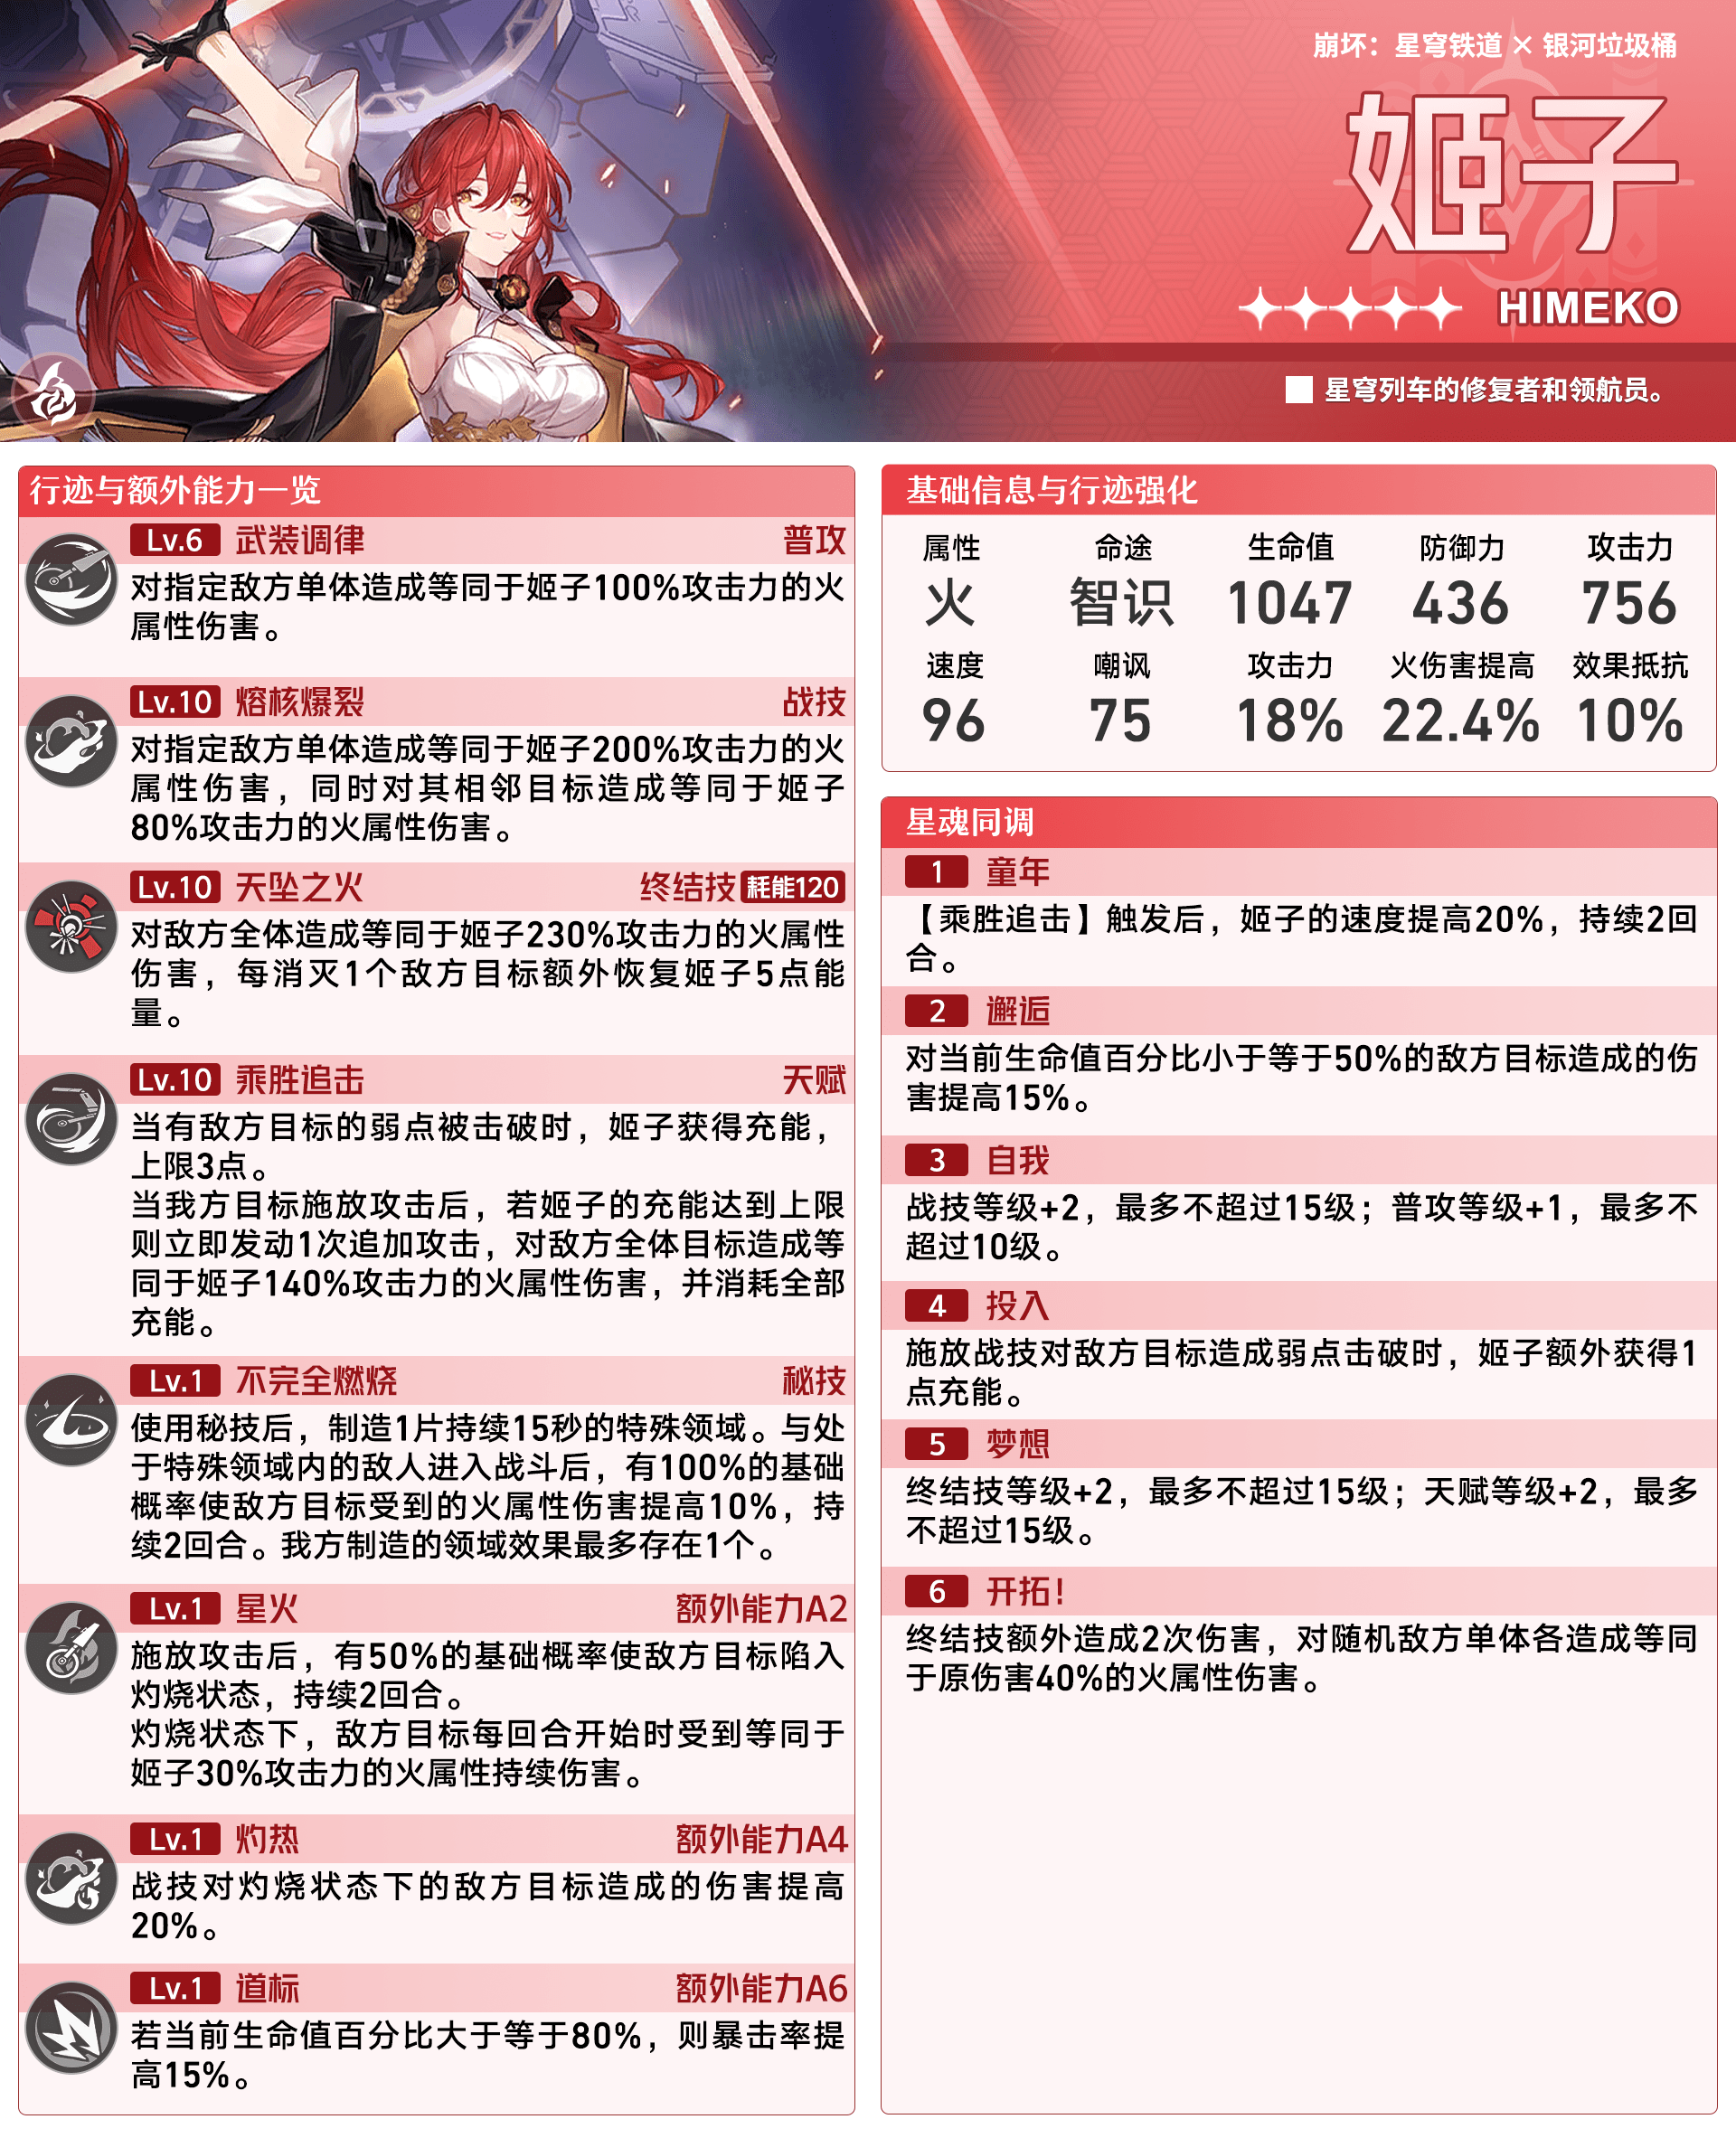 崩坏：星穹铁道 × 银河垃圾桶
姬子
HIMEKO
星穹列车的修复者和领航员。
行迹与额外能力一览
Lv.6 武装调律 普攻
对指定敌方单体造成等同于姬子100%攻击力的火
属性伤害。
Lv.10 熔核爆裂 战技
对指定敌方单体造成等同于姬子200%攻击力的火
属性伤害，同时对其相邻目标造成等同于姬子
80%攻击力的火属性伤害。
Lv.10 天坠之火 终结技 耗能120
对敌方全体造成等同于姬子230%攻击力的火属性
伤害，每消灭1个敌方目标额外恢复姬子5点能
量。
Lv.10 乘胜追击 天赋
当有敌方目标的弱点被击破时，姬子获得充能，
上限3点。
当我方目标施放攻击后，若姬子的充能达到上限
则立即发动1次追加攻击，对敌方全体目标造成等
同于姬子140%攻击力的火属性伤害，并消耗全部
充能。
Lv.1 不完全燃烧 秘技
使用秘技后，制造1片持续15秒的特殊领域。与处
于特殊领域内的敌人进入战斗后，有100%的基础
概率使敌方目标受到的火属性伤害提高10%，持
续2回合。我方制造的领域效果最多存在1个。
Lv.1 星火 额外能力A2
施放攻击后，有50%的基础概率使敌方目标陷入
灼烧状态，持续2回合。
灼烧状态下，敌方目标每回合开始时受到等同于
姬子30%攻击力的火属性持续伤害。
Lv.1 灼热 额外能力A4
战技对灼烧状态下的敌方目标造成的伤害提高
20%。
Lv.1 道标 额外能力A6
若当前生命值百分比大于等于80%，则暴击率提
高15%。
基础信息与行迹强化
属性 命途 生命值 防御力 攻击力
火 智识 1047 436 756
速度 嘲讽 攻击力 火伤害提高 效果抵抗
96 75 18% 22.4% 10%
星魂同调
1 童年
【乘胜追击】触发后，姬子的速度提高20%，持续2回
合。
2 邂逅
对当前生命值百分比小于等于50%的敌方目标造成的伤
害提高15%。
3 自我
战技等级+2，最多不超过15级；普攻等级+1，最多不
超过10级。
4 投入
施放战技对敌方目标造成弱点击破时，姬子额外获得1
点充能。
5 梦想
终结技等级+2，最多不超过15级；天赋等级+2，最多
不超过15级。
6 开拓！
终结技额外造成2次伤害，对随机敌方单体各造成等同
于原伤害40%的火属性伤害。